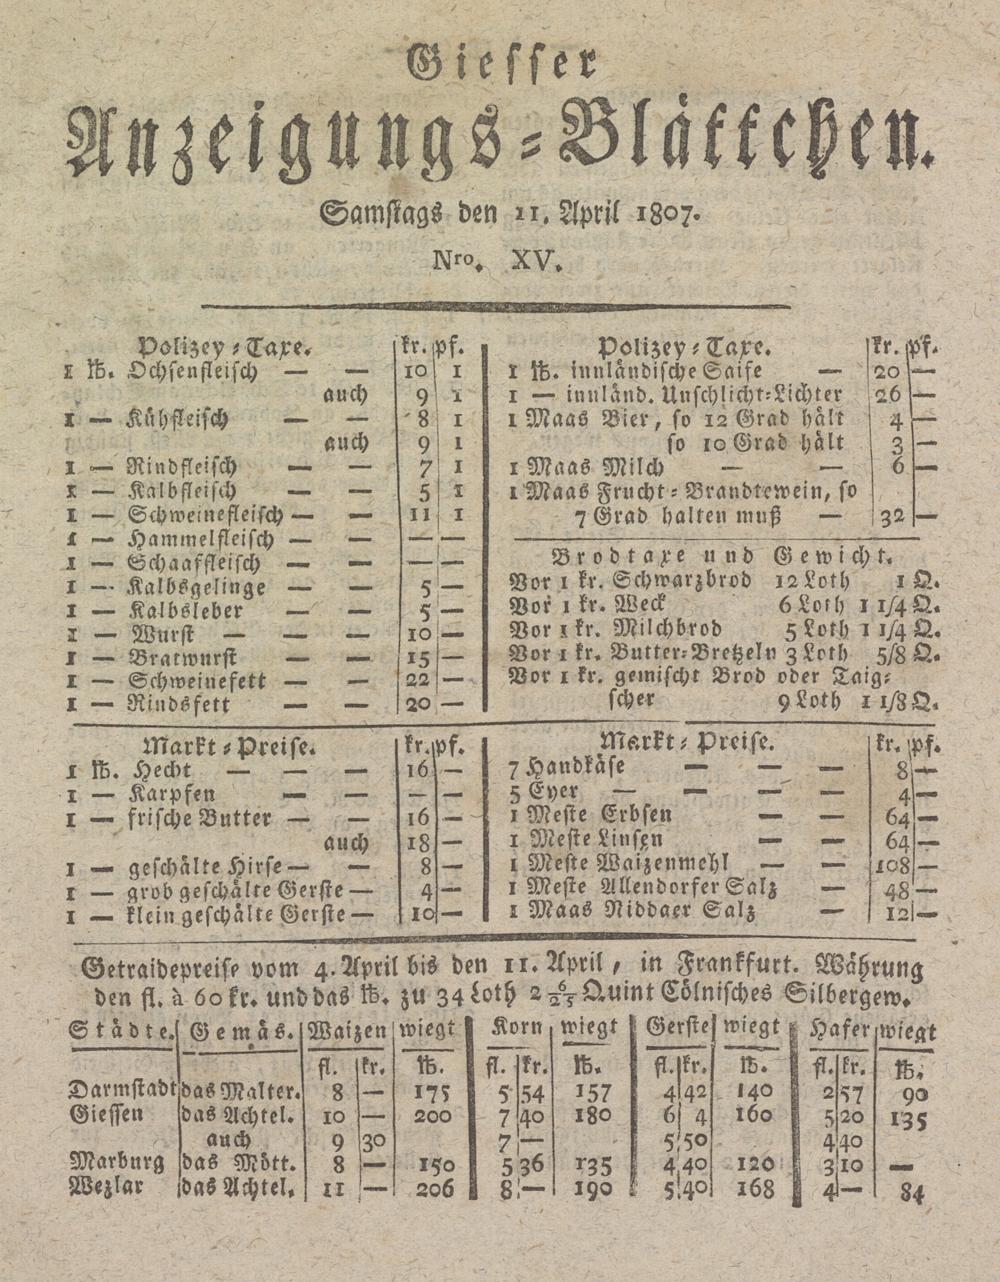 Giesser
Anzeigungs-Blättchen.
Samstags den 11. April 1807.
Nro. XV.
Polizey-Taxe. kr. pf.
1 ℔. Ochsenfleisch — — 10 1
auch 9 1
1 — Kühfleisch — — 8 1
auch 9 1
1 — Rindfleisch — — 7 1
1 — Kalbfleisch — — 5 1
1 — Schweinefleisch — — 11 1
1 — Hammelfleisch — — — —
1 — Schaaffleisch — — — —
1 — Kalbsgelinge — — 5 —
1 — Kalbsleber — — 5 —
1 — Wurst — — — 10 —
1 — Bratwurst — — 15 —
1 — Schweinefett — — 22 —
1 — Rindsfett — — 20 —
Polizey-Taxe. kr. pf.
1 ℔. innländische Saife — 20 —
1 — innländ. Unschlicht-Lichter 26 —
1 Maas Bier, so 12 Grad hält 4 —
so 10 Grad hält 3 —
1 Maas Milch — — 6 —
1 Maas Frucht-Brandtewein, so
7 Grad halten muß — 32 —
Brodtaxe und Gewicht.
Vor 1 kr. Schwarzbrod 12 Loth 1 Q.
Vor 1 kr. Weck 6 Loth 1 1/4 Q.
Vor 1 kr. Milchbrod 5 Loth 1 1/4 Q.
Vor 1 kr. Butter-Bretzeln 3 Loth 5/8 Q.
Vor 1 kr. gemischt Brod oder Taig-
scher 9 Loth 1 1/8 Q.
Markt-Preise. kr. pf.
1 ℔. Hecht — — — 16 —
1 — Karpfen — — — —
1 — frische Butter — — 16 —
auch 18 —
1 — geschälte Hirse — — 8 —
1 — grob geschälte Gerste — 4 —
1 — klein geschälte Gerste — 10 —
Markt-Preise. kr. pf.
7 Handkäse — — — 8 —
5 Eyer — — — — 4 —
1 Meste Erbsen — — 64 —
1 Meste Linsen — — 64 —
1 Meste Waizenmehl — — 108 —
1 Meste Allendorfer Salz — 48 —
1 Maas Niddaer Salz — 12 —
Getraidepreise vom 4. April bis den 11. April, in Frankfurt. Währung
den fl. à 60 kr. und das ℔. zu 34 Loth 2 6/25 Quint Cölnisches Silbergew.
Städte. Gemäs. Waizen wiegt Korn wiegt Gerste wiegt Hafer wiegt
fl. kr. ℔. fl. kr. ℔. fl. kr. ℔. fl. kr. ℔.
Darmstadt das Malter. 8 — 175 5 54 157 4 42 140 2 57 90
Giessen das Achtel. 10 — 200 7 40 180 6 4 160 5 20 135
auch 9 30 7 — 5 50 4 40
Marburg das Mött. 8 — 150 5 36 135 4 40 120 3 10 —
Wezlar das Achtel. 11 — 206 8 — 190 5 40 168 4 — 84